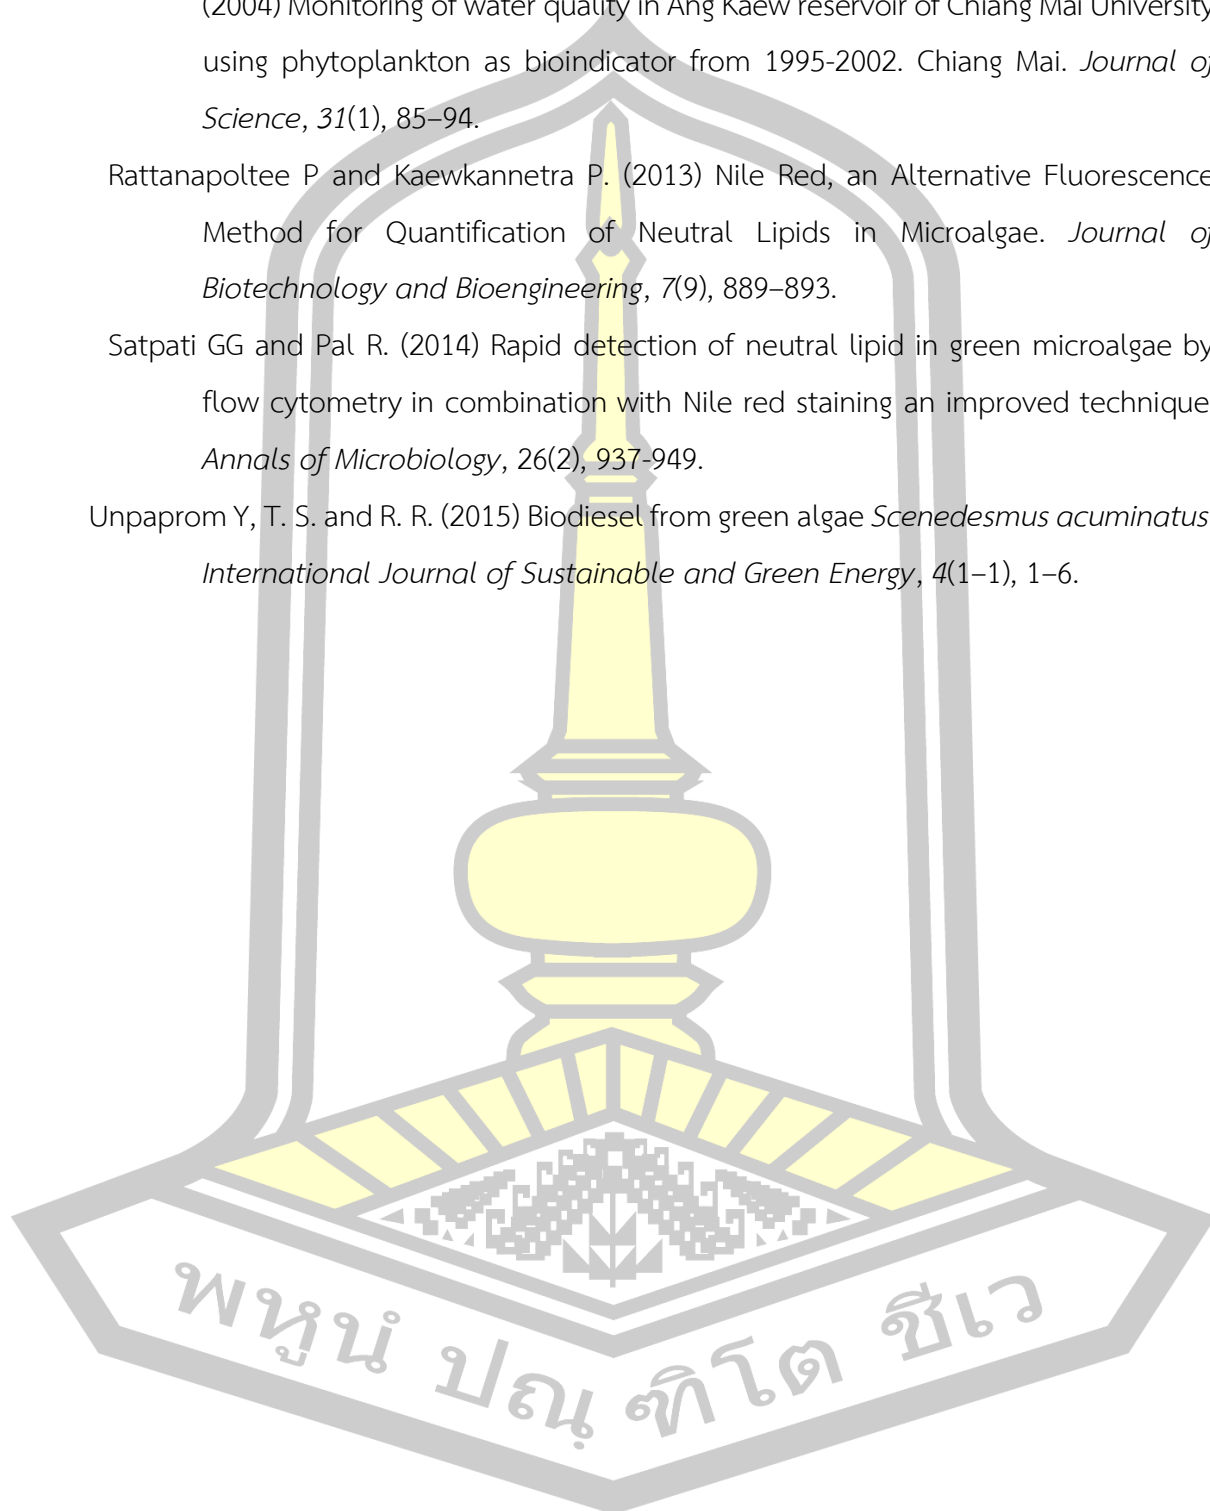 (2004) Monitoring of water quality in Ang Kaew reservoir of Chiang Mai University
using phytoplankton as bioindicator from 1995-2002. Chiang Mai. Journal of
Science, 31(1), 85–94.
Rattanapoltee P and Kaewkannetra P. (2013) Nile Red, an Alternative Fluorescence
Method for Quantification of Neutral Lipids in Microalgae. Journal of
Biotechnology and Bioengineering, 7(9), 889–893.
Satpati GG and Pal R. (2014) Rapid detection of neutral lipid in green microalgae by
flow cytometry in combination with Nile red staining an improved technique
Annals of Microbiology, 26(2), 937-949.
Unpaprom Y, T. S. and R. R. (2015) Biodiesel from green algae Scenedesmus acuminatus
International Journal of Sustainable and Green Energy, 4(1–1), 1–6.
พหูนํ ปณฺ ฑิโต ชีเว